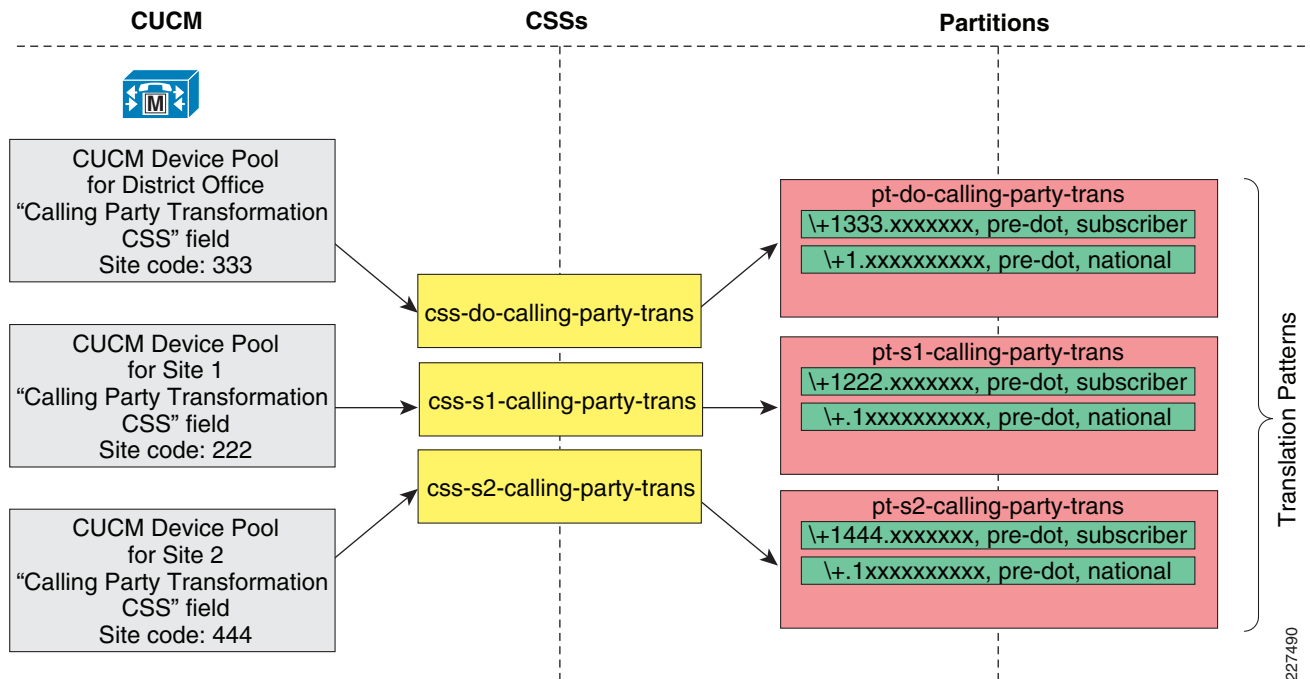 CUCM
CSSs
Partitions
M
CUCM Device Pool
for District Office
“Calling Party Transformation
CSS” field
Site code: 333
CUCM Device Pool
for Site 1
“Calling Party Transformation
CSS” field
Site code: 222
CUCM Device Pool
for Site 2
“Calling Party Transformation
CSS” field
Site code: 444
css-do-calling-party-trans
css-s1-calling-party-trans
css-s2-calling-party-trans
pt-do-calling-party-trans
\+1333.xxxxxxx, pre-dot, subscriber
\+1.xxxxxxxxxx, pre-dot, national
pt-s1-calling-party-trans
\+1222.xxxxxxx, pre-dot, subscriber
\+.1xxxxxxxxxx, pre-dot, national
pt-s2-calling-party-trans
\+1444.xxxxxxx, pre-dot, subscriber
\+.1xxxxxxxxxx, pre-dot, national
Translation Patterns
227490